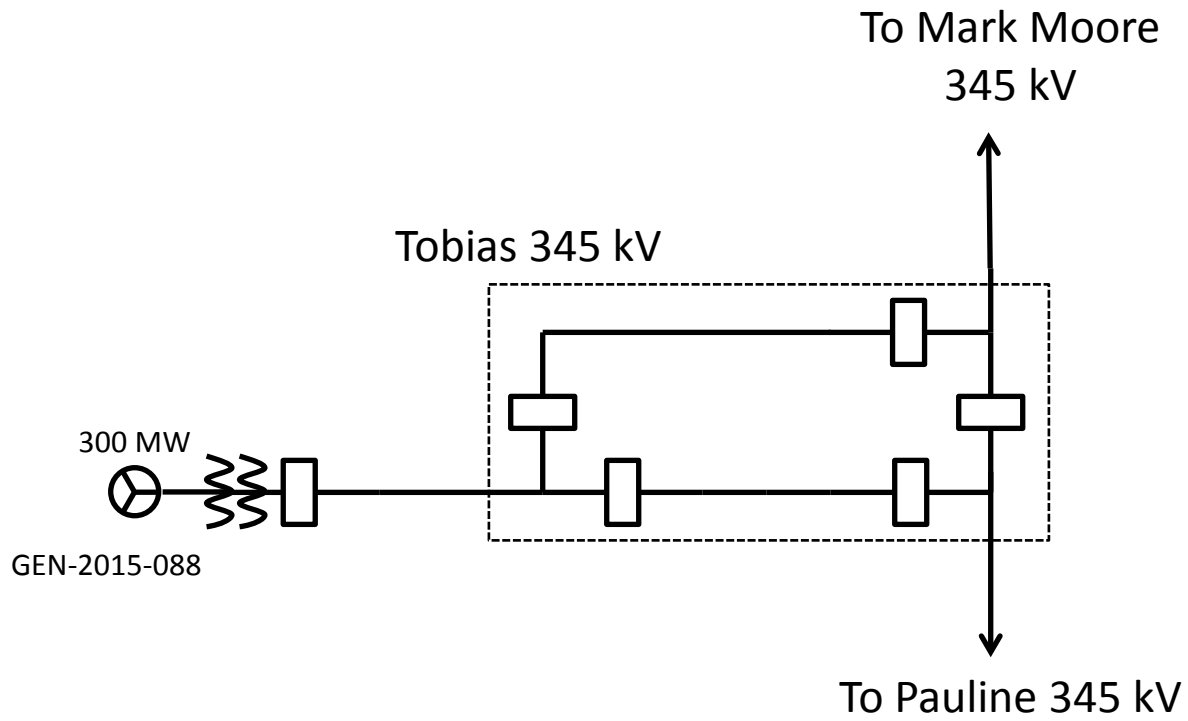 To Mark Moore
345 kV
Tobias 345 kV
300 MW
GEN-2015-088
To Pauline 345 kV